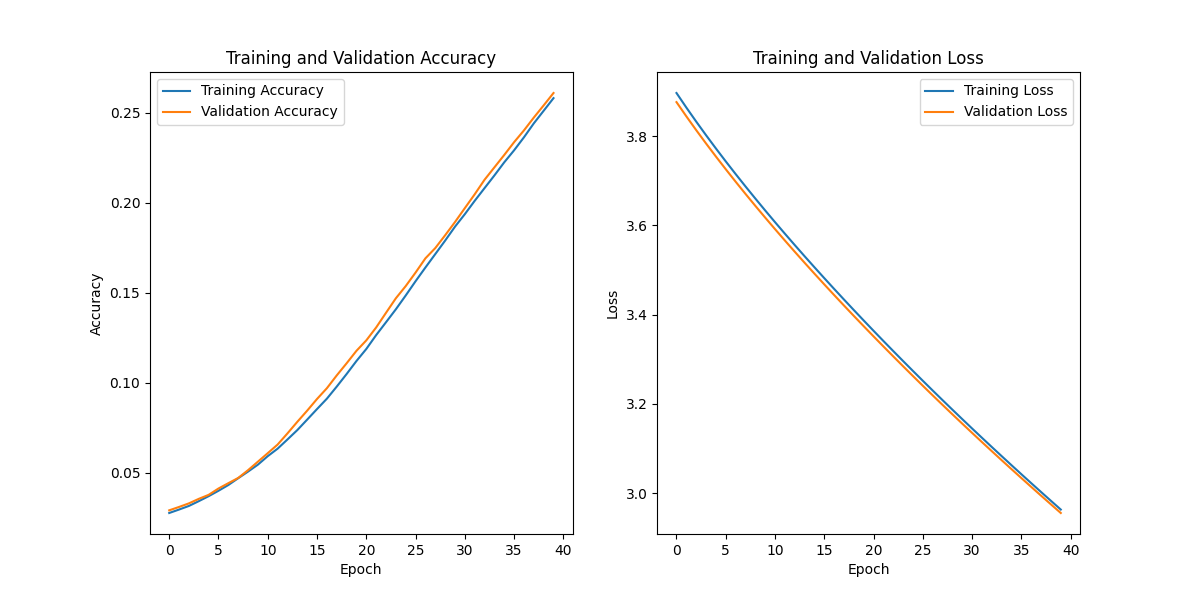 Training and Validation Accuracy
Training Accuracy
Validation Accuracy
0.25
0.20
0.15
0.10
0.05
Accuracy
0 5 10 15 20 25 30 35 40
Epoch
Training and Validation Loss
Training Loss
Validation Loss
3.8
3.6
3.4
3.2
3.0
Loss
0 5 10 15 20 25 30 35 40
Epoch